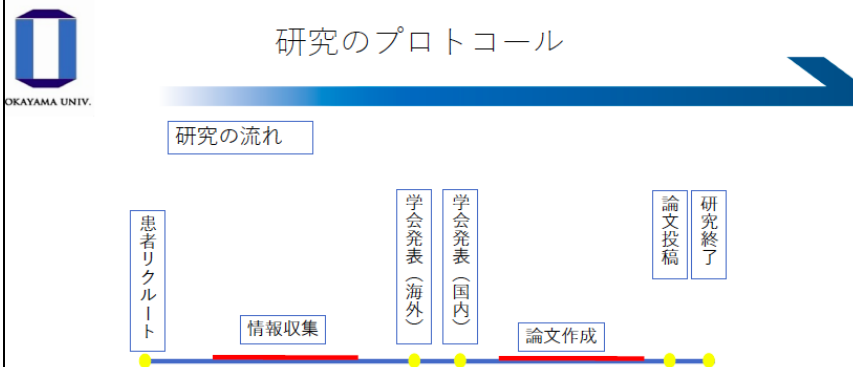 研究のプロトコール
OKAYAMA UNIV.
研究の流れ
患者リクルート
情報収集
学会発表（海外）
学会発表（国内）
論文作成
論文投稿
研究終了